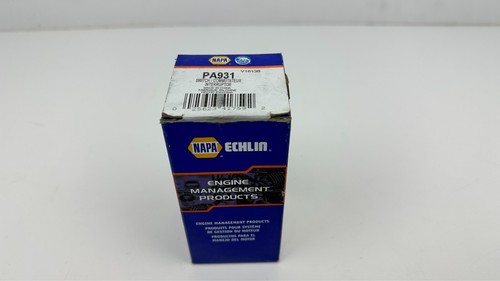 NAPA
PA931
V10138
SWITCH / COMMUTATEUR
INTERRUPTOR
NAPA ECHLIN
ENGINE
MANAGEMENT
PRODUCTS
ENGINE MANAGEMENT PRODUCTS
PRODUITS POUR SYSTÈME
DE GESTION DU MOTEUR
PRODUCTOS PARA EL
MANEJO DEL MOTOR